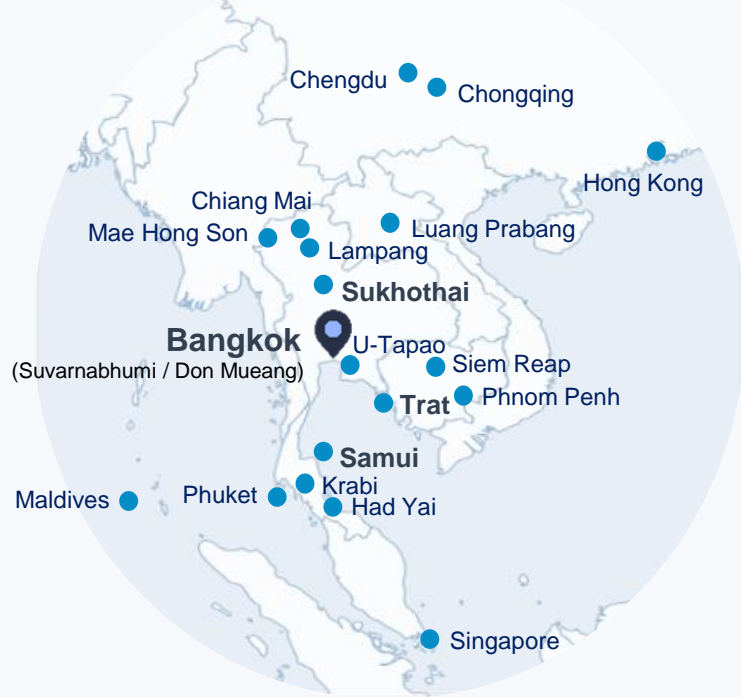 Chengdu
Chongqing
Hong Kong
Chiang Mai
Mae Hong Son
Luang Prabang
Lampang
Sukhothai
Bangkok
(Suvarnabhumi / Don Mueang)
U-Tapao
Siem Reap
Phnom Penh
Trat
Samui
Krabi
Phuket
Maldives
Had Yai
Singapore